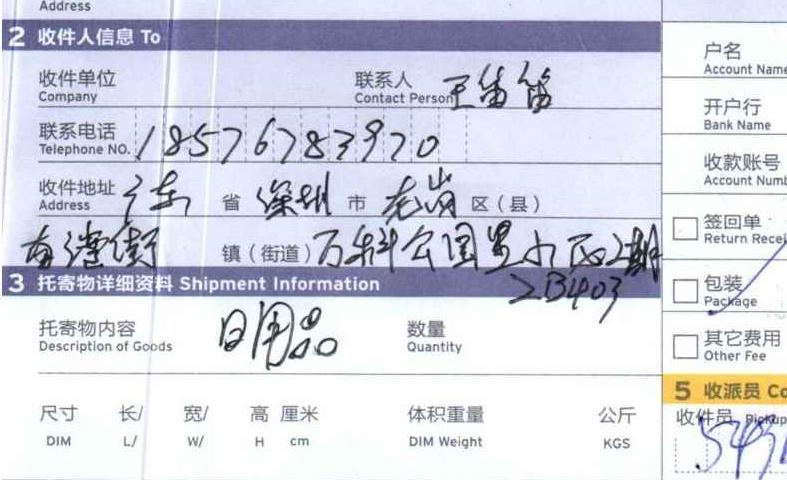 Address
2 收件人信息 To
户名
Account Name
收件单位
Company
联系人 王笛笛
Contact Person
开户行
Bank Name
联系电话 18576783970
Telephone NO.
收款账号
Account Numb
收件地址 广东 省 深圳 市 龙岗 区(县)
Address
签回单
Return Recei
镇(街道) 万科公园里小区2期
2B403
3 托寄物详细资料 Shipment Information
包装
Package
托寄物内容 日用品
Description of Goods
数量
Quantity
其它费用
Other Fee
5 收派员 Co
尺寸 长/ 宽/ 高 厘米
DIM L/ W/ H cm
体积重量
DIM Weight
公斤
KGS
收件员 Pickup